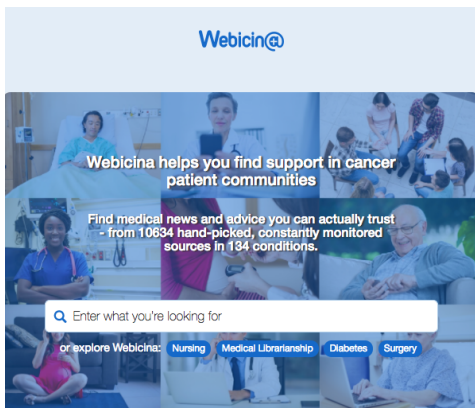 Webicin@
Webicina helps you find support in cancer
patient communities
Find medical news and advice you can actually trust
- from 10634 hand-picked, constantly monitored
sources in 134 conditions.
Enter what you're looking for
or explore Webicina: Nursing Medical Librarianship Diabetes Surgery